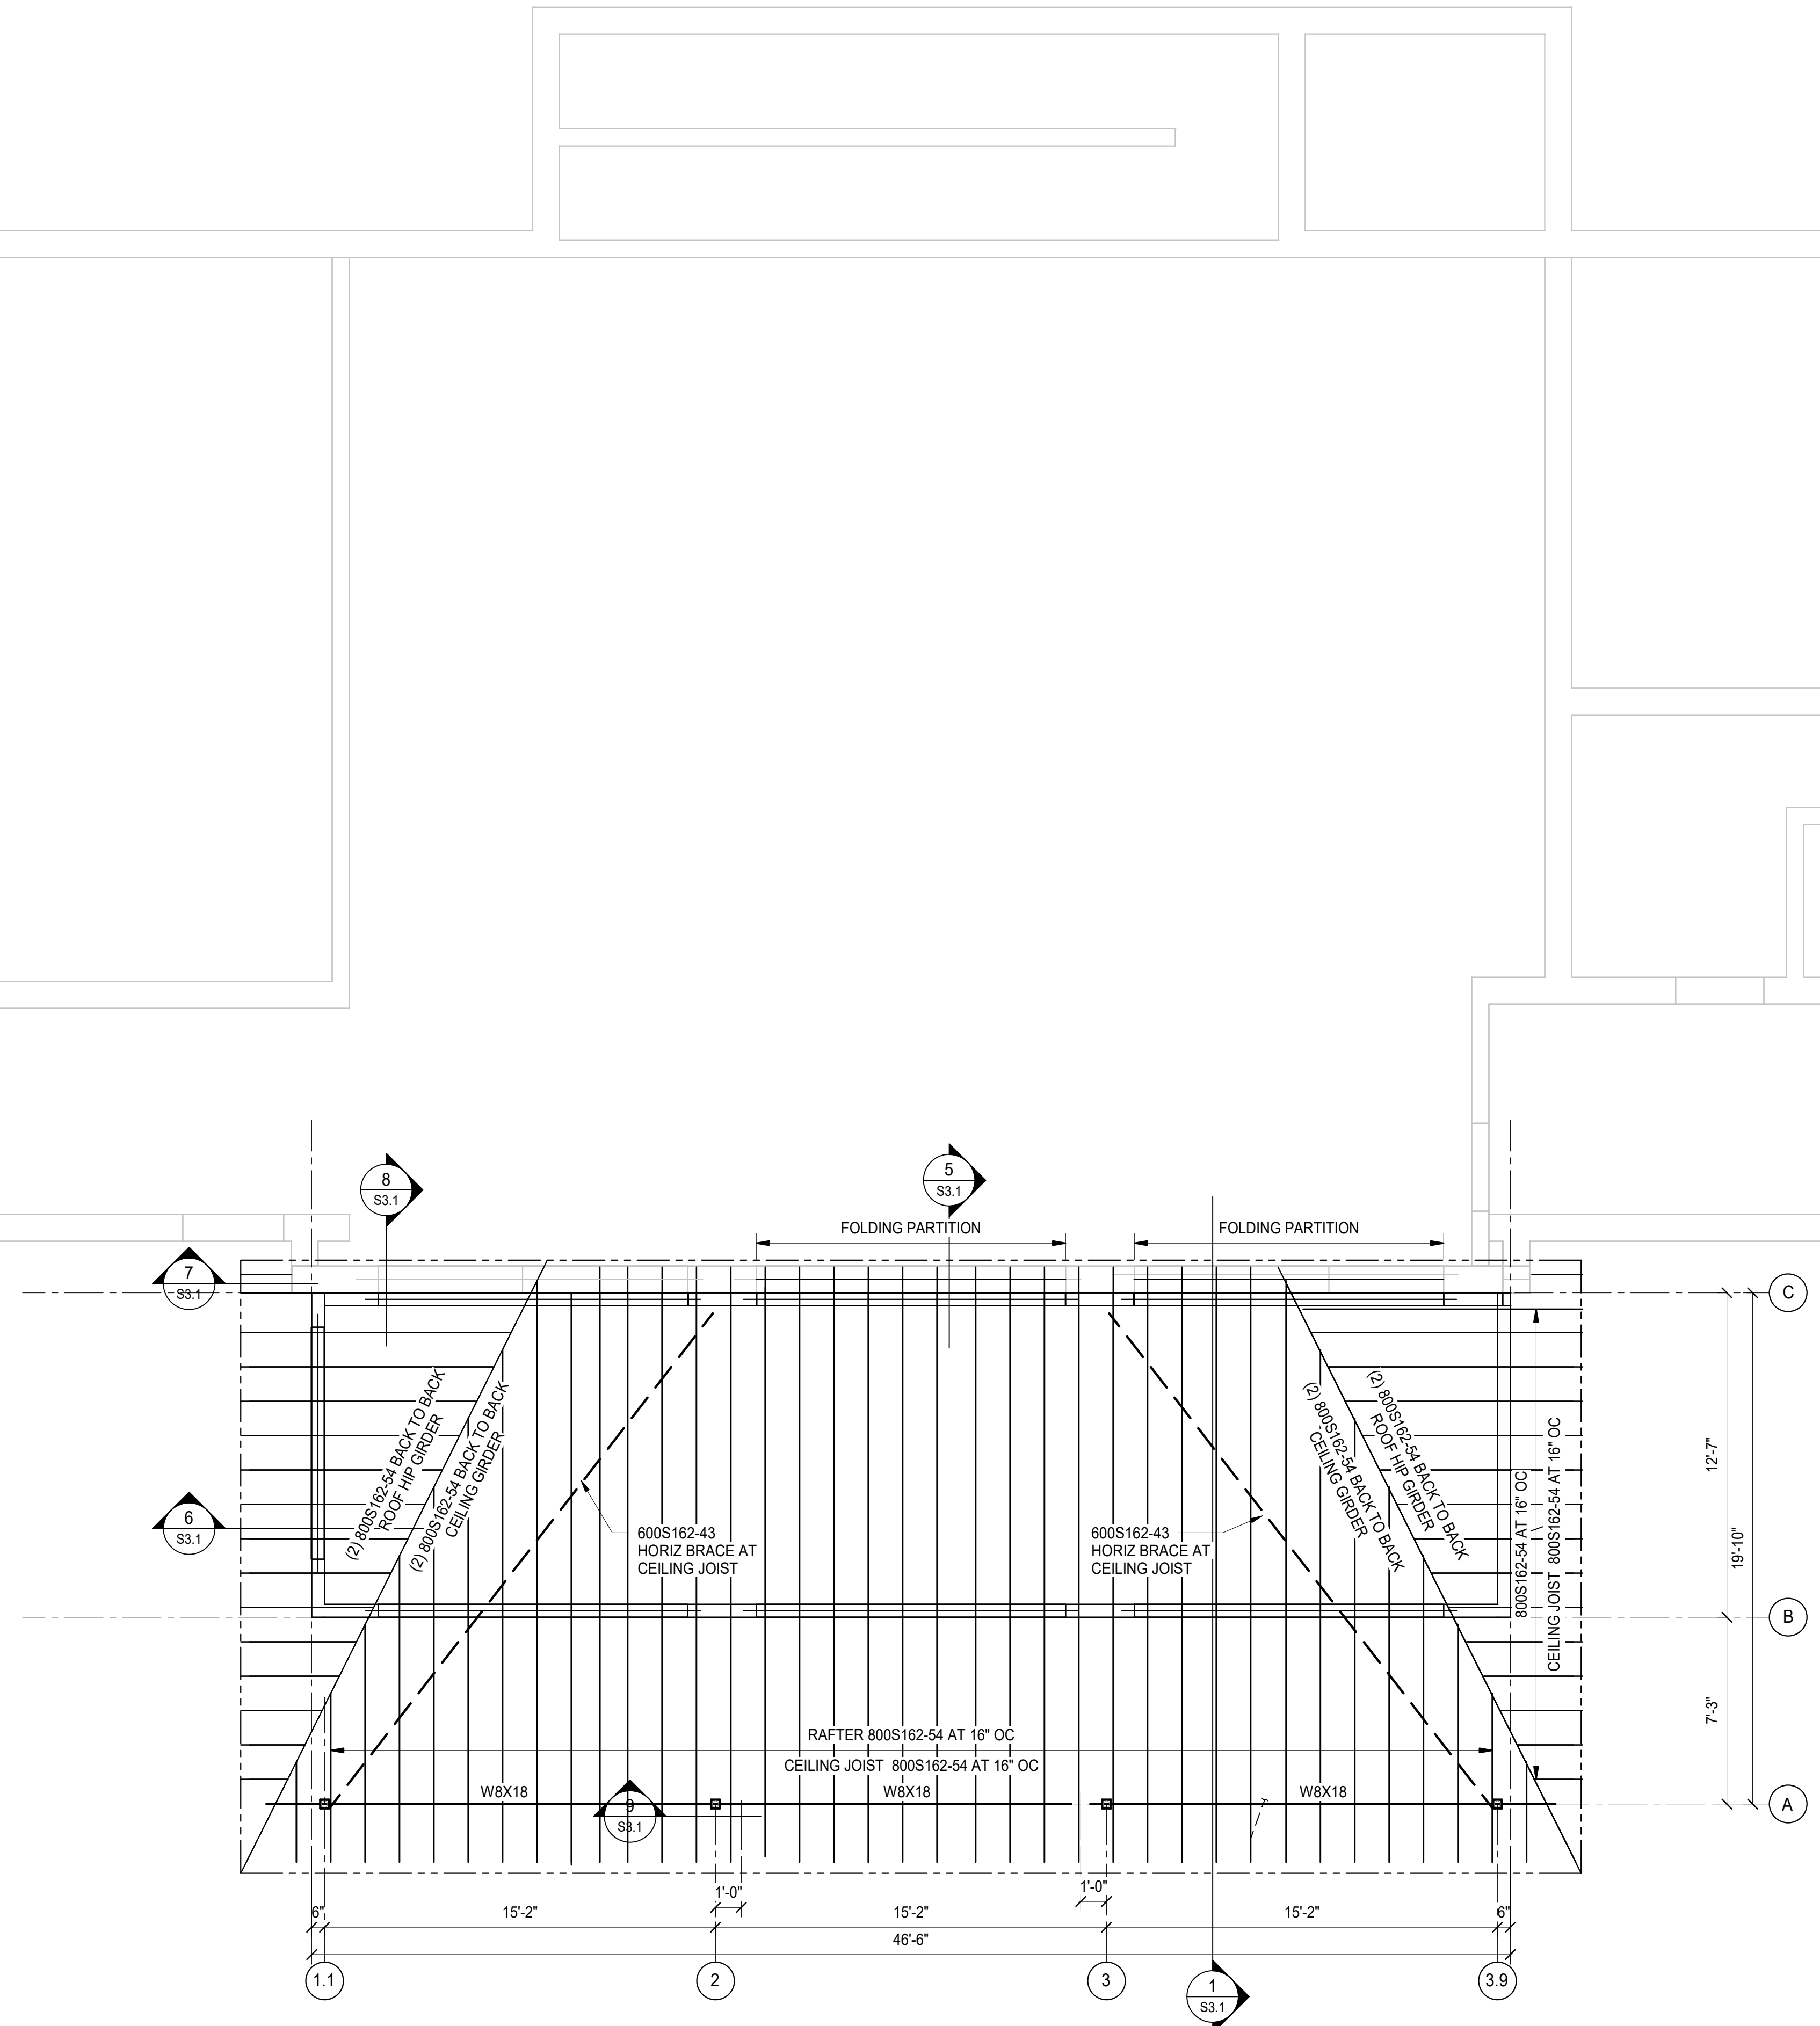 8
S3.1
5
S3.1
FOLDING PARTITION
FOLDING PARTITION
7
S3.1
C
(2) 800S162-54 BACK TO BACK
ROOF HIP GIRDER
(2) 800S162-54 BACK TO BACK
CEILING GIRDER
(2) 800S162-54 BACK TO BACK
CEILING GIRDER
(2) 800S162-54 BACK TO BACK
ROOF HIP GIRDER
800S162-54 AT 16" OC
CEILING JOIST 800S162-54 AT 16" OC
12'-7"
19'-10"
6
S3.1
600S162-43
HORIZ BRACE AT
CEILING JOIST
600S162-43
HORIZ BRACE AT
CEILING JOIST
B
7'-3"
RAFTER 800S162-54 AT 16" OC
CEILING JOIST 800S162-54 AT 16" OC
W8X18
W8X18
W8X18
9
S3.1
A
1'-0"
1'-0"
6"
15'-2"
15'-2"
15'-2"
6"
46'-6"
1.1
2
3
3.9
1
S3.1